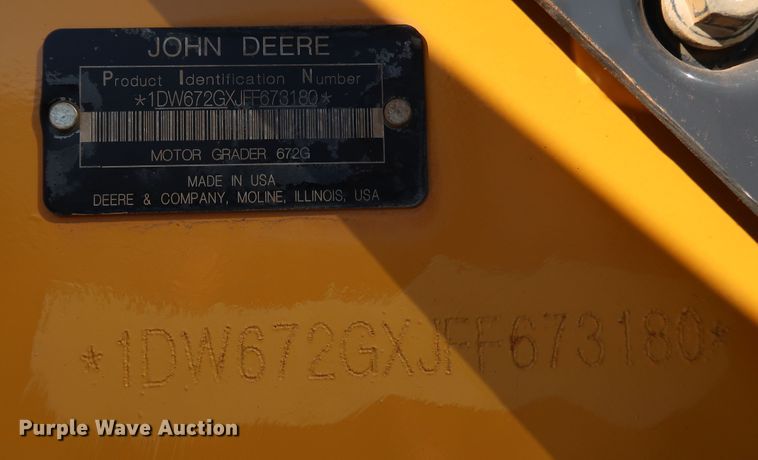 JOHN DEERE
Product Identification Number
*1DW672GXJFF673180*
MOTOR GRADER 672G
MADE IN USA
DEERE & COMPANY, MOLINE, ILLINOIS, USA
*1DW672GXJFF673180*
Purple Wave Auction